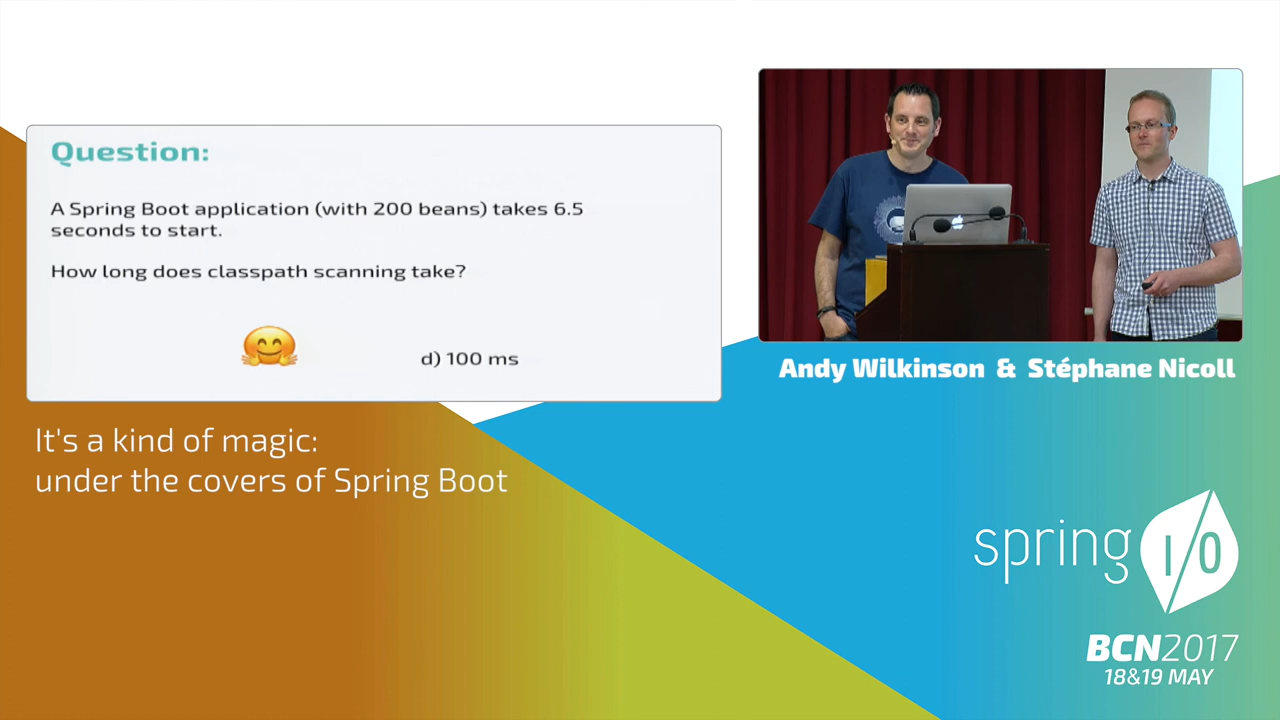 Question:
A Spring Boot application (with 200 beans) takes 6.5
seconds to start.
How long does classpath scanning take?
d) 100 ms
Andy Wilkinson & Stéphane Nicoll
It's a kind of magic:
under the covers of Spring Boot
spring I/O
BCN2017
18&19 MAY